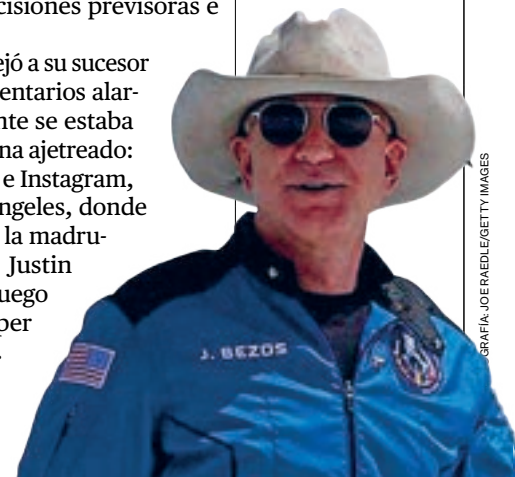 cisiones previsoras e
ejó a su sucesor
entarios alar-
nte se estaba
na ajetreado:
e Instagram,
ngeles, donde
la madru-
Justin
uego
per
J. BEZOS
GRAFÍA: JOE RAEDLE/GETTY IMAGES